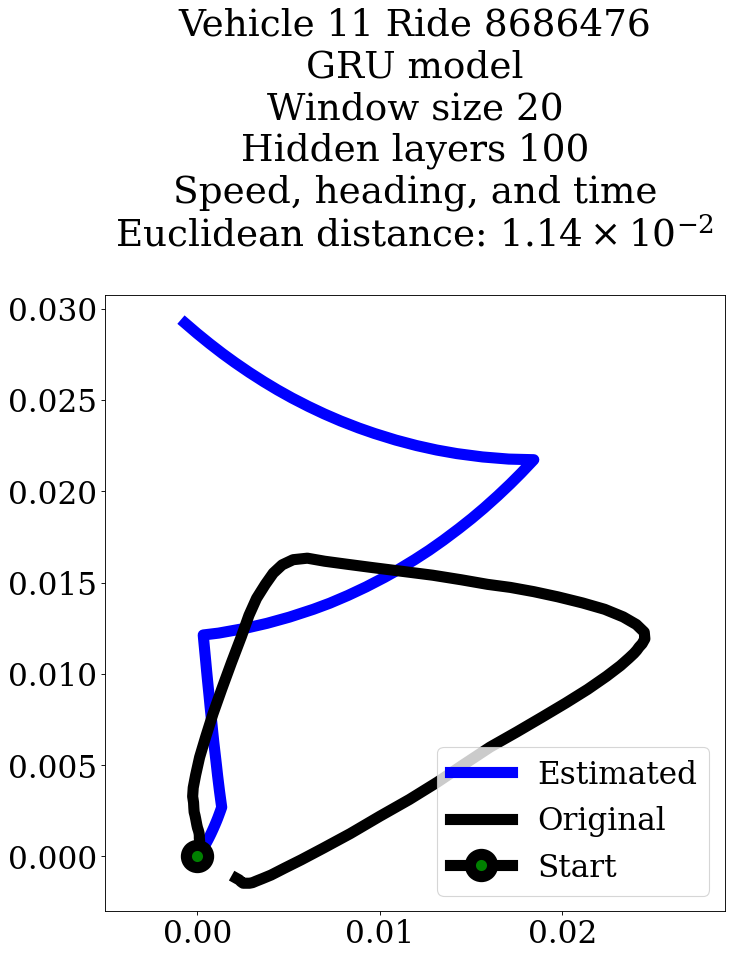 Vehicle 11 Ride 8686476
GRU model
Window size 20
Hidden layers 100
Speed, heading, and time
Euclidean distance: 1.14 × 10⁻²
0.030
0.025
0.020
0.015
0.010
0.005
0.000
Estimated
Original
Start
0.00 0.01 0.02